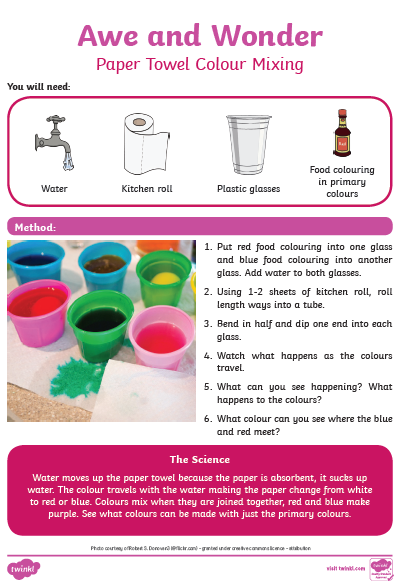 Awe and Wonder
Paper Towel Colour Mixing
You will need:
Water
Kitchen roll
Plastic glasses
Food colouring
in primary
colours
Method:
1. Put red food colouring into one glass
and blue food colouring into another
glass. Add water to both glasses.
2. Using 1-2 sheets of kitchen roll, roll
length ways into a tube.
3. Bend in half and dip one end into each
glass.
4. Watch what happens as the colours
travel.
5. What can you see happening? What
happens to the colours?
6. What colour can you see where the blue
and red meet?
The Science
Water moves up the paper towel because the paper is absorbent, it sucks up
water. The colour travels with the water making the paper change from white
to red or blue. Colours mix when they are joined together, red and blue make
purple. See what colours can be made with just the primary colours.
Photo courtesy of Robert S. Donovan3 (@flickr.com) - granted under creative commons licence - attribution
twinkl
visit twinkl.com
twinkl